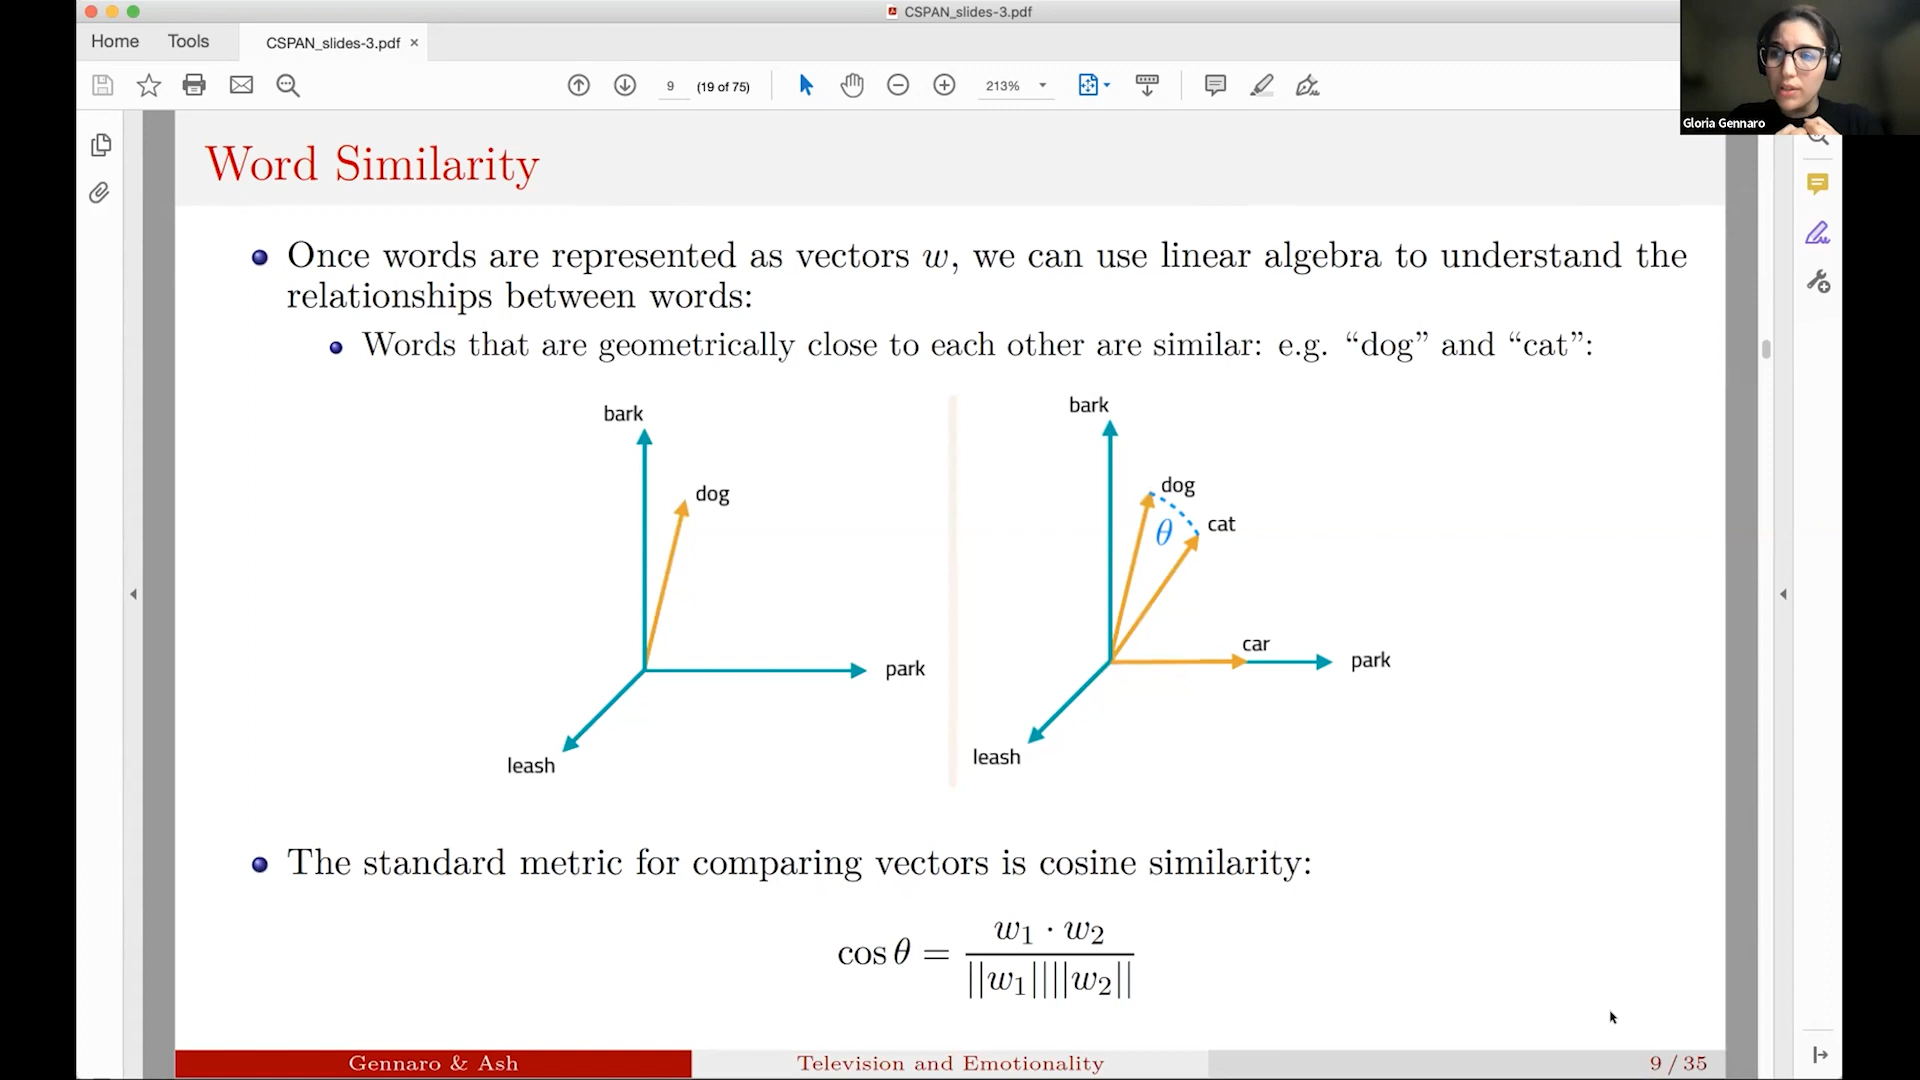 CSPAN_slides-3.pdf
Home Tools CSPAN_slides-3.pdf ×
9 (19 of 75) 213%
Gloria Gennaro
Word Similarity
Once words are represented as vectors w, we can use linear algebra to understand the
relationships between words:
Words that are geometrically close to each other are similar: e.g. “dog” and “cat”:
bark
dog
park
leash
bark
dog
θ
cat
car
park
leash
The standard metric for comparing vectors is cosine similarity:
cos θ = w₁ · w₂ / ||w₁||||w₂||
Gennaro & Ash Television and Emotionality 9 / 35